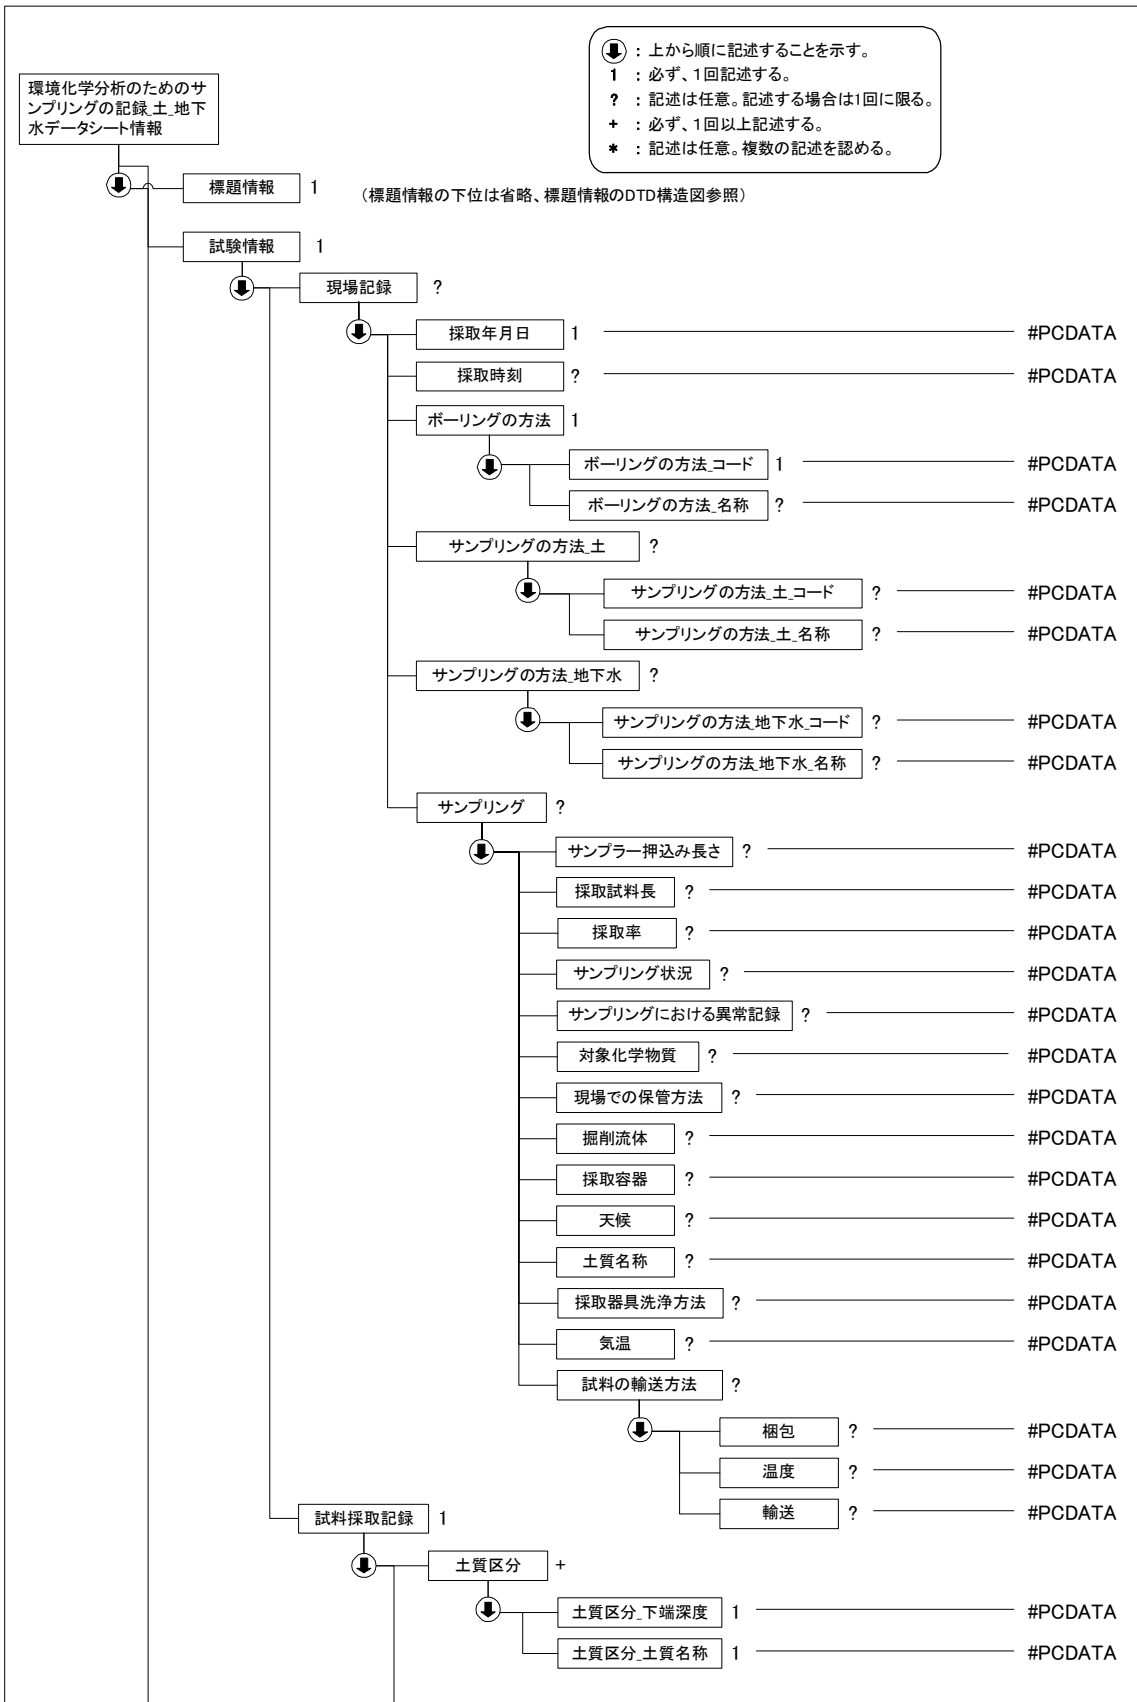 ⬇ : 上から順に記述することを示す。
1 : 必ず、1回記述する。
? : 記述は任意。記述する場合は1回に限る。
+ : 必ず、1回以上記述する。
* : 記述は任意。複数の記述を認める。
環境化学分析のためのサ
ンプリングの記録_土_地下
水データシート情報
標題情報 1 (標題情報の下位は省略、標題情報のDTD構造図参照)
試験情報 1
現場記録 ?
採取年月日 1 #PCDATA
採取時刻 ? #PCDATA
ボーリングの方法 1
ボーリングの方法_コード 1 #PCDATA
ボーリングの方法_名称 ? #PCDATA
サンプリングの方法_土 ?
サンプリングの方法_土_コード ? #PCDATA
サンプリングの方法_土_名称 ? #PCDATA
サンプリングの方法_地下水 ?
サンプリングの方法_地下水_コード ? #PCDATA
サンプリングの方法_地下水_名称 ? #PCDATA
サンプリング ?
サンプラー押込み長さ ? #PCDATA
採取試料長 ? #PCDATA
採取率 ? #PCDATA
サンプリング状況 ? #PCDATA
サンプリングにおける異常記録 ? #PCDATA
対象化学物質 ? #PCDATA
現場での保管方法 ? #PCDATA
掘削流体 ? #PCDATA
採取容器 ? #PCDATA
天候 ? #PCDATA
土質名称 ? #PCDATA
採取器具洗浄方法 ? #PCDATA
気温 ? #PCDATA
試料の輸送方法 ?
梱包 ? #PCDATA
温度 ? #PCDATA
輸送 ? #PCDATA
試料採取記録 1
土質区分 +
土質区分_下端深度 1 #PCDATA
土質区分_土質名称 1 #PCDATA